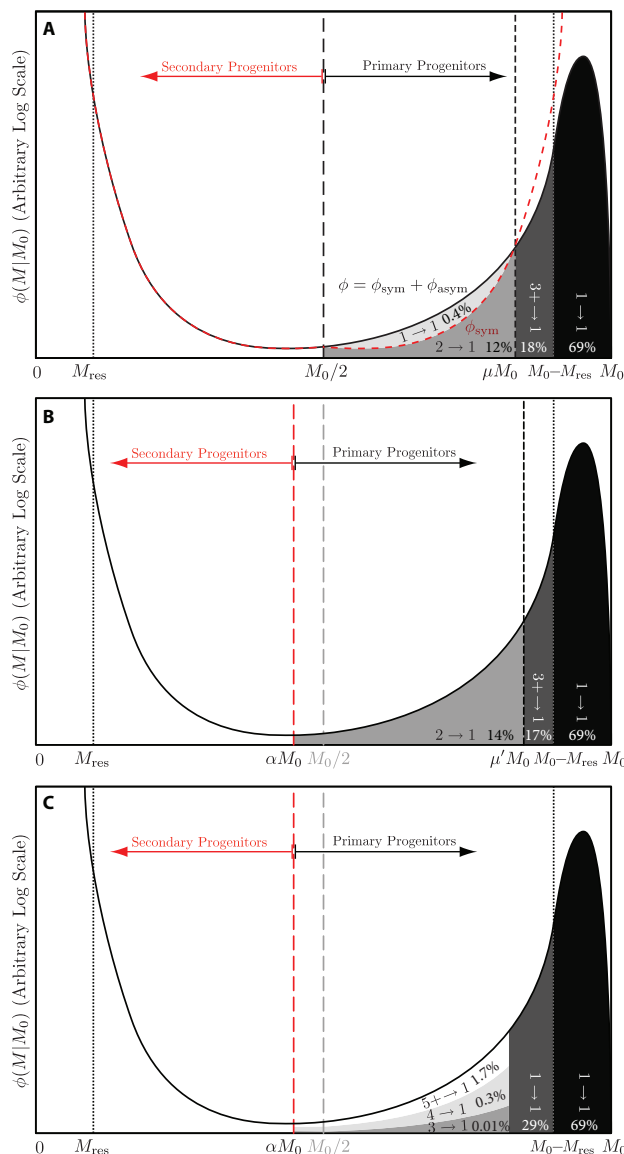 A
Secondary Progenitors
Primary Progenitors
ϕ(M|M₀) (Arbitrary Log Scale)
ϕ = ϕsym + ϕasym
1 → 1 0.4%
ϕsym
2 → 1 12%
3+→ 1
18%
1 → 1
69%
0 Mres M₀/2 μM₀ M₀−Mres M₀
B
Secondary Progenitors
Primary Progenitors
ϕ(M|M₀) (Arbitrary Log Scale)
2 → 1 14%
3+→ 1
17%
1 → 1
69%
0 Mres αM₀ M₀/2 μ′M₀ M₀−Mres M₀
C
Secondary Progenitors
Primary Progenitors
ϕ(M|M₀) (Arbitrary Log Scale)
5+→ 1 1.7%
4 → 1 0.3%
3 → 1 0.01%
1 → 1
29%
1 → 1
69%
0 Mres αM₀ M₀/2 M₀−Mres M₀